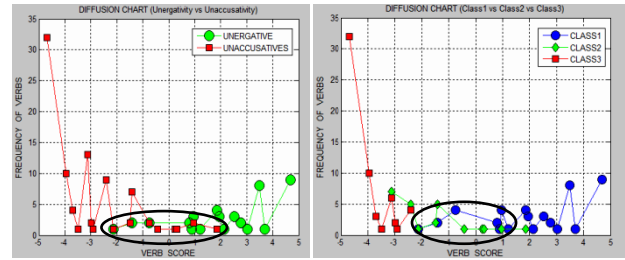 DIFFUSION CHART (Unergativity vs Unaccusativity)
FREQUENCY OF VERBS
35
30
25
20
15
10
5
0
-5 -4 -3 -2 -1 0 1 2 3 4 5
VERB SCORE
UNERGATIVE
UNACCUSATIVES
DIFFUSION CHART (Class1 vs Class2 vs Class3)
FREQUENCY OF VERBS
35
30
25
20
15
10
5
0
-5 -4 -3 -2 -1 0 1 2 3 4 5
VERB SCORE
CLASS1
CLASS2
CLASS3